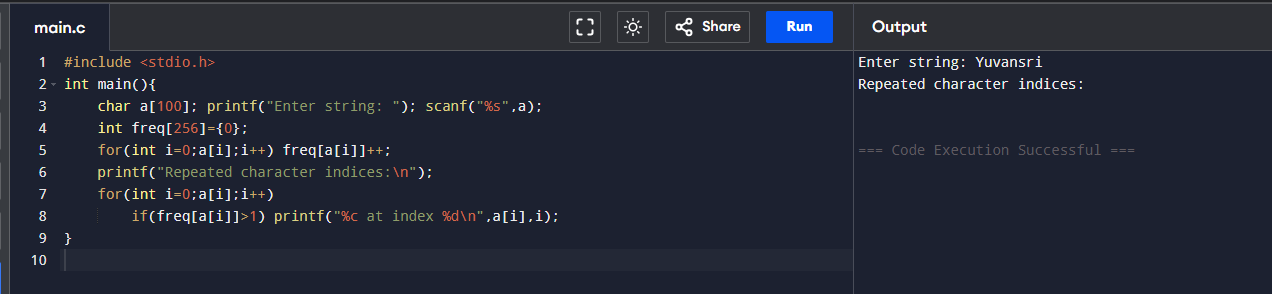 main.c Share Run Output
1 #include <stdio.h>
2 int main(){
3     char a[100]; printf("Enter string: "); scanf("%s",a);
4     int freq[256]={0};
5     for(int i=0;a[i];i++) freq[a[i]]++;
6     printf("Repeated character indices:\n");
7     for(int i=0;a[i];i++)
8         if(freq[a[i]]>1) printf("%c at index %d\n",a[i],i);
9 }
10
Enter string: Yuvansri
Repeated character indices:
=== Code Execution Successful ===